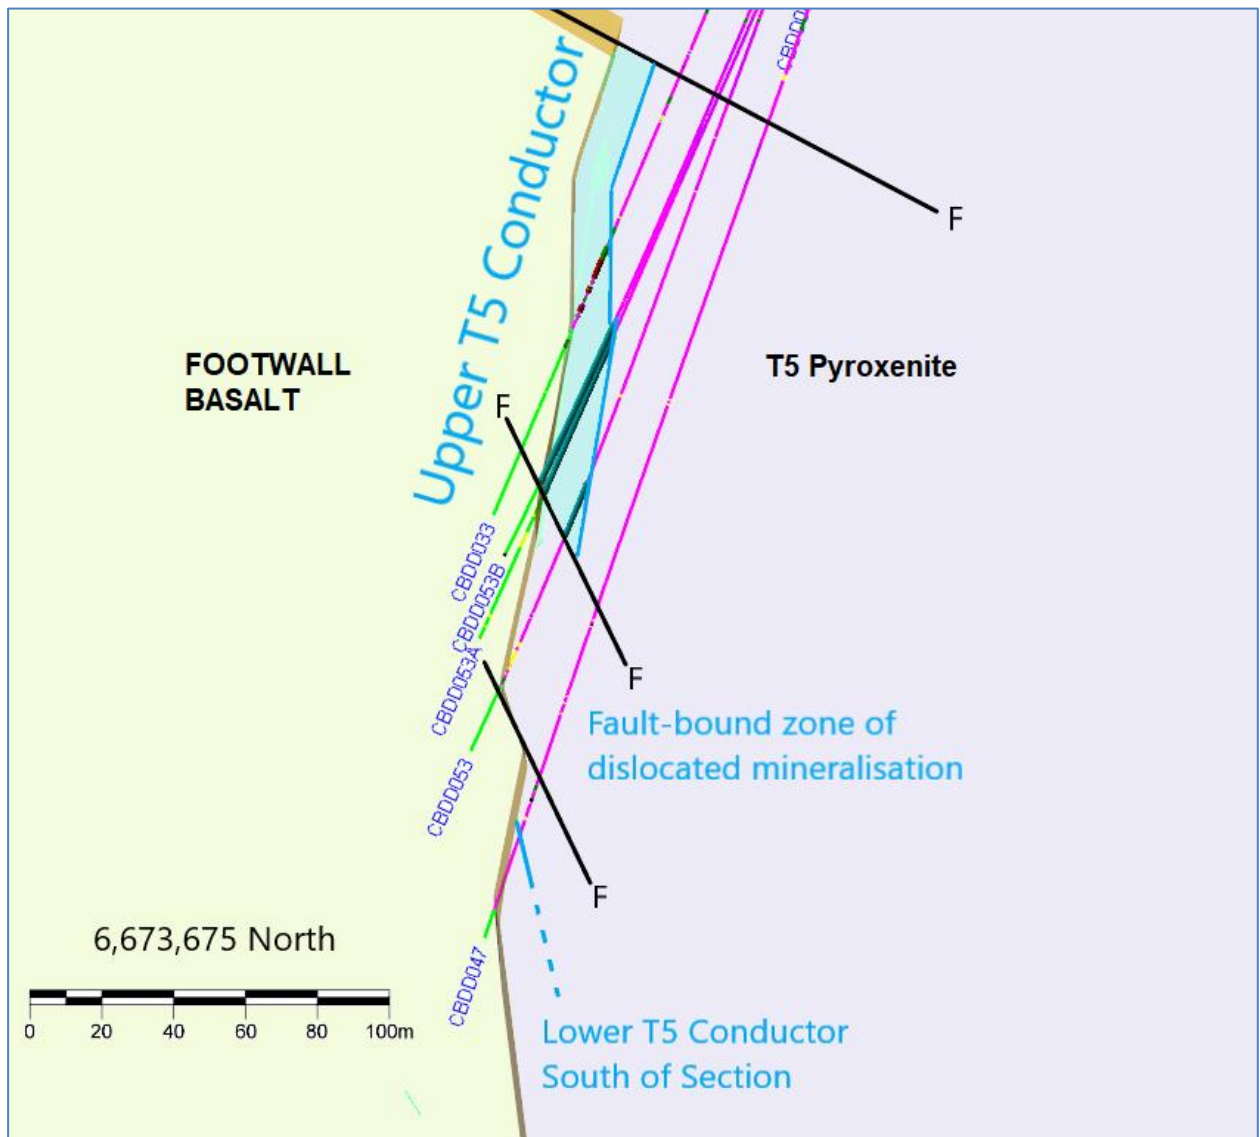 CBDD0
Upper T5 Conductor
F
FOOTWALL
BASALT
T5 Pyroxenite
F
CBDD033
CBDD053B
CBDD053A
CBDD053
F
Fault-bound zone of
dislocated mineralisation
F
6,673,675 North
0 20 40 60 80 100m
CBDD047
Lower T5 Conductor
South of Section